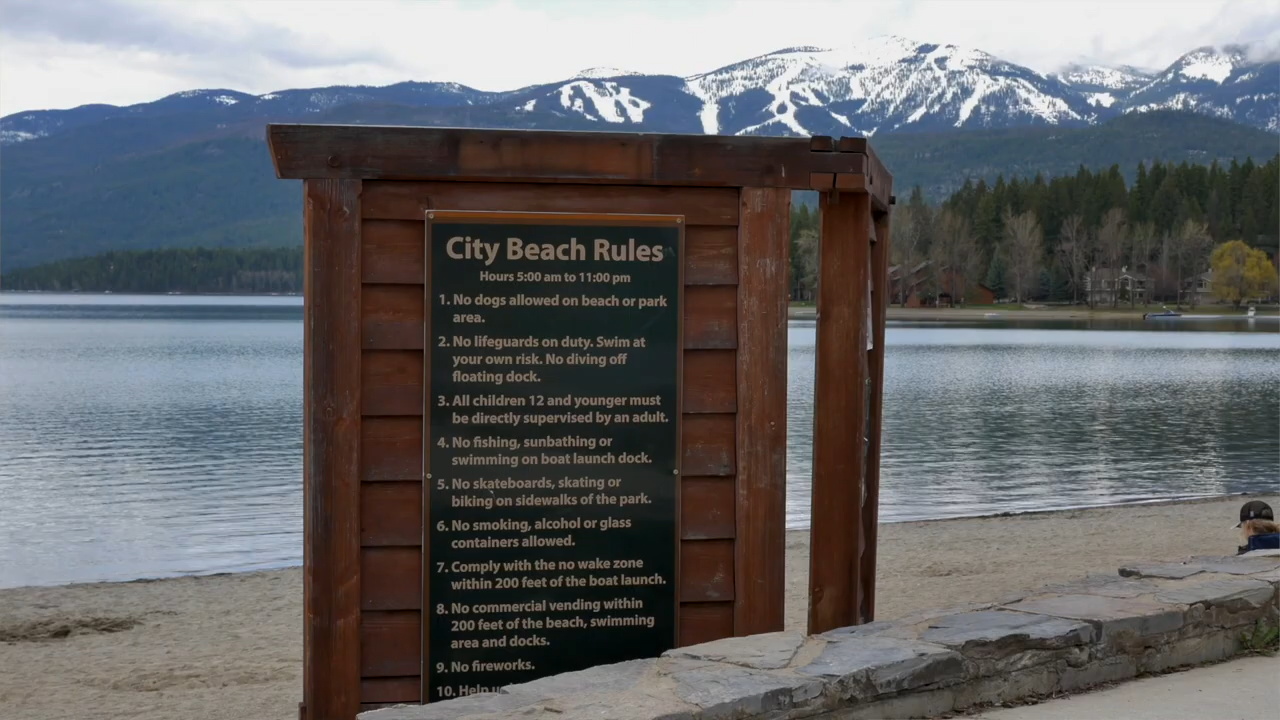 City Beach Rules
Hours 5:00 am to 11:00 pm
1. No dogs allowed on beach or park
area.
2. No lifeguards on duty. Swim at
your own risk. No diving off
floating dock.
3. All children 12 and younger must
be directly supervised by an adult.
4. No fishing, sunbathing or
swimming on boat launch dock.
5. No skateboards, skating or
biking on sidewalks of the park.
6. No smoking, alcohol or glass
containers allowed.
7. Comply with the no wake zone
within 200 feet of the boat launch.
8. No commercial vending within
200 feet of the beach, swimming
area and docks.
9. No fireworks.
10. Help